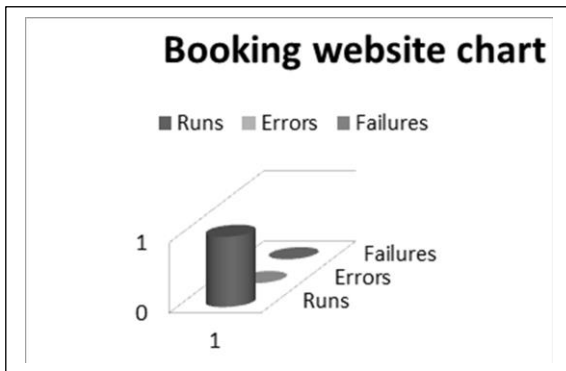 Booking website chart
Runs Errors Failures
1
Failures
Errors
0
Runs
1